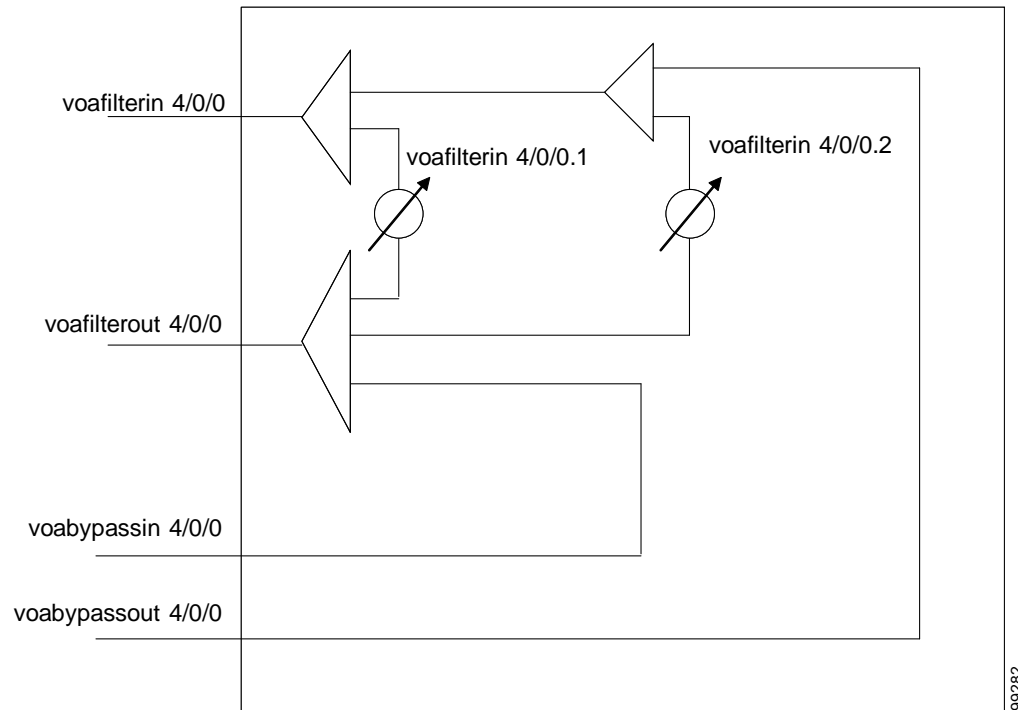 voafilterin 4/0/0
voafilterin 4/0/0.1
voafilterin 4/0/0.2
voafilterout 4/0/0
voabypassin 4/0/0
voabypassout 4/0/0
99282